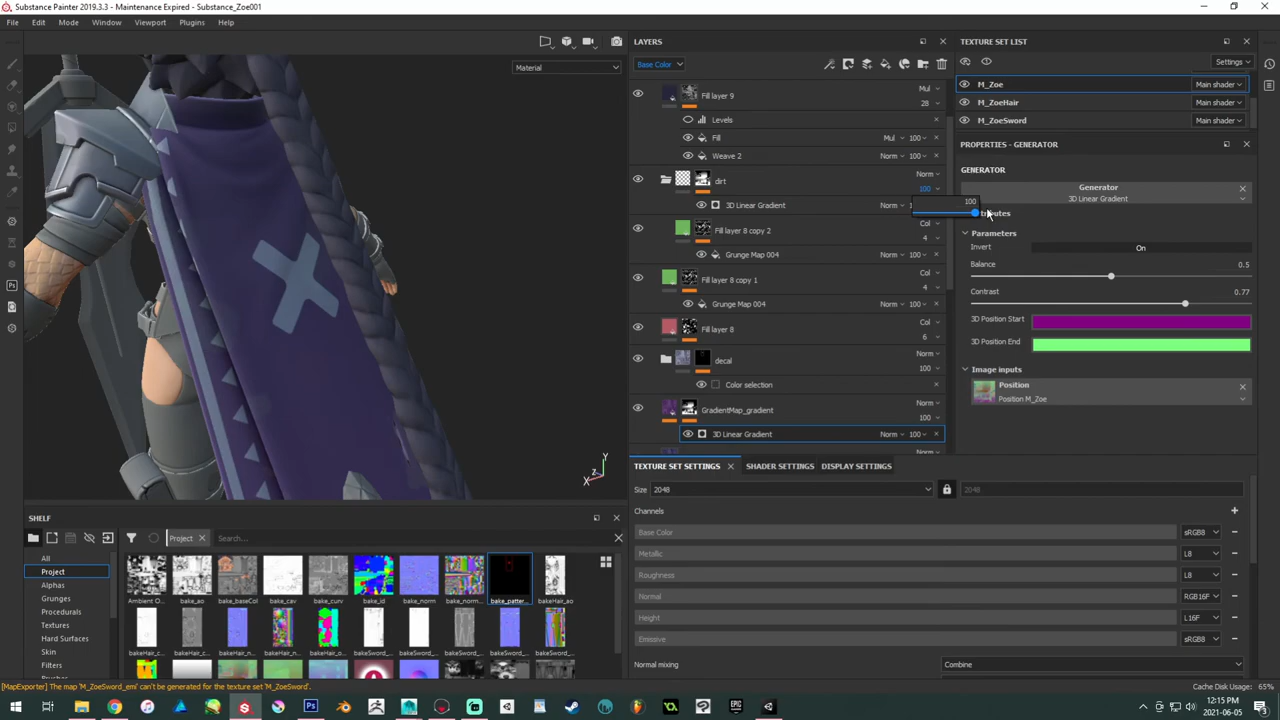 Substance Painter 2019.3.3 - Maintenance Expired - Substance_Zoe001
File Edit Mode Window Viewport Plugins Help
Material
LAYERS
Base Color
Fill layer 9 Mul
28
Levels
Fill Mul 100
Weave 2 Norm 100
dirt Norm
100
100
3D Linear Gradient Norm
Fill layer 8 copy 2 Col
4
Grunge Map 004 Norm 100
Fill layer 8 copy 1 Col
4
Grunge Map 004 Norm 100
Fill layer 8 Col
6
decal Norm
100
Color selection
GradientMap_gradient Norm
100
3D Linear Gradient Norm 100
Norm
TEXTURE SET LIST
Settings
M_Zoe Main shader
M_ZoeHair Main shader
M_ZoeSword Main shader
PROPERTIES - GENERATOR
GENERATOR
Generator
3D Linear Gradient
Parameters
Invert On
Balance 0.5
Contrast 0.77
3D Position Start
3D Position End
Image inputs
Position
Position M_Zoe
TEXTURE SET SETTINGS SHADER SETTINGS DISPLAY SETTINGS
Size 2048 2048
Channels
Base Color sRGB8
Metallic L8
Roughness L8
Normal RGB16F
Height L16F
Emissive sRGB8
Normal mixing Combine
Y
Z
X
SHELF
Project Search...
All
Project
Alphas
Grunges
Procedurals
Textures
Hard Surfaces
Skin
Filters
Ambient O... bake_ao bake_baseCol bake_cav bake_curv bake_id bake_norm bake_norm... bake_patter... bakeHair_ao
bakeHair_c... bakeHair_c... bakeHair_n... bakeSword_... bakeSword_... bakeSword_...
[MapExporter] The map 'M_ZoeSword_emi' can't be generated for the texture set 'M_ZoeSword'.
Cache Disk Usage: 65%
12:15 PM
2021-06-05